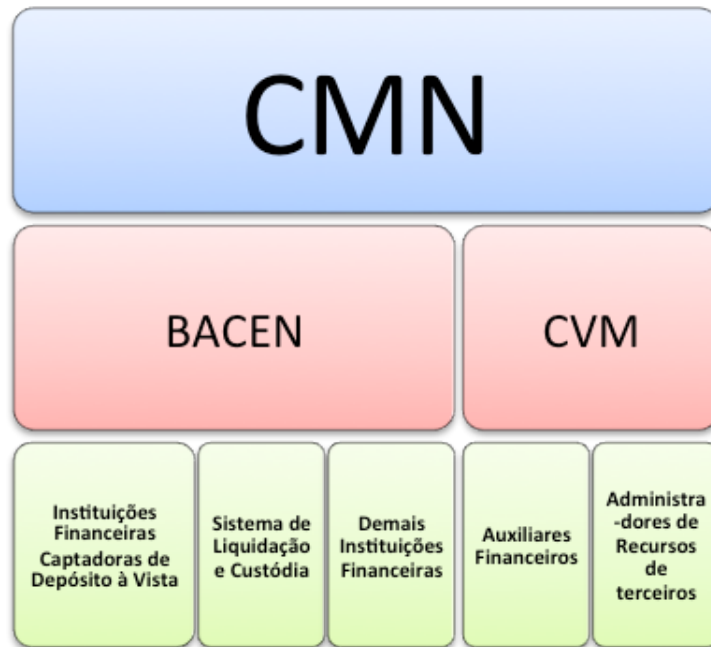 CMN
BACEN
CVM
Instituições
Financeiras
Captadoras de
Depósito à Vista
Sistema de
Liquidação
e Custódia
Demais
Instituições
Financeiras
Auxiliares
Financeiros
Administra
-dores de
Recursos
de
terceiros